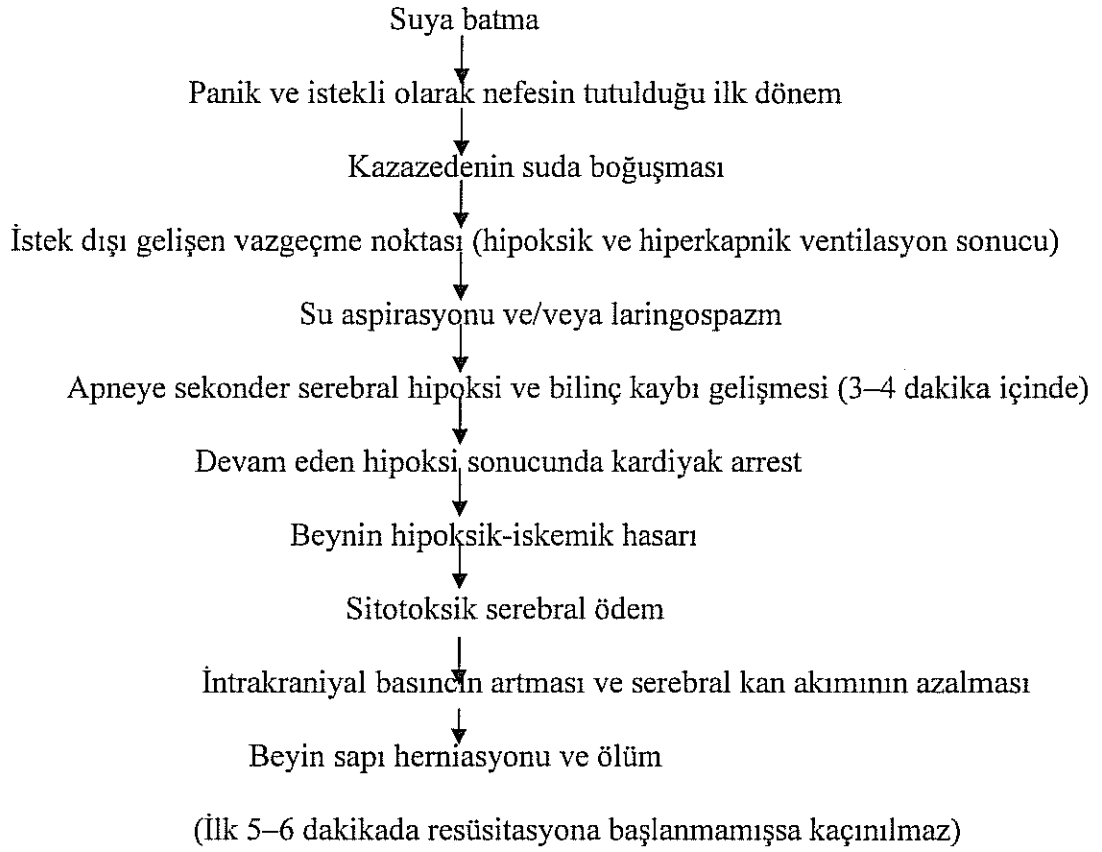 Suya batma
Panik ve istekli olarak nefesin tutulduğu ilk dönem
Kazazedenin suda boğuşması
İstek dışı gelişen vazgeçme noktası (hipoksik ve hiperkapnik ventilasyon sonucu)
Su aspirasyonu ve/veya laringospazm
Apneye sekonder serebral hipoksi ve bilinç kaybı gelişmesi (3–4 dakika içinde)
Devam eden hipoksi sonucunda kardiyak arrest
Beynin hipoksik-iskemik hasarı
Sitotoksik serebral ödem
İntrakraniyal basıncın artması ve serebral kan akımının azalması
Beyin sapı herniasyonu ve ölüm
(İlk 5–6 dakikada resüsitasyona başlanmamışsa kaçınılmaz)